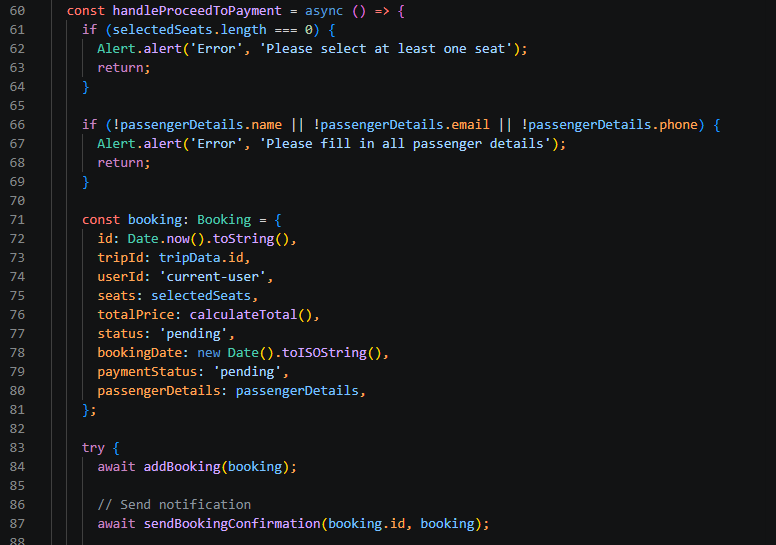 60 const handleProceedToPayment = async () => {
61 if (selectedSeats.length === 0) {
62 Alert.alert('Error', 'Please select at least one seat');
63 return;
64 }
65
66 if (!passengerDetails.name || !passengerDetails.email || !passengerDetails.phone) {
67 Alert.alert('Error', 'Please fill in all passenger details');
68 return;
69 }
70
71 const booking: Booking = {
72 id: Date.now().toString(),
73 tripId: tripData.id,
74 userId: 'current-user',
75 seats: selectedSeats,
76 totalPrice: calculateTotal(),
77 status: 'pending',
78 bookingDate: new Date().toISOString(),
79 paymentStatus: 'pending',
80 passengerDetails: passengerDetails,
81 };
82
83 try {
84 await addBooking(booking);
85
86 // Send notification
87 await sendBookingConfirmation(booking.id, booking);
88